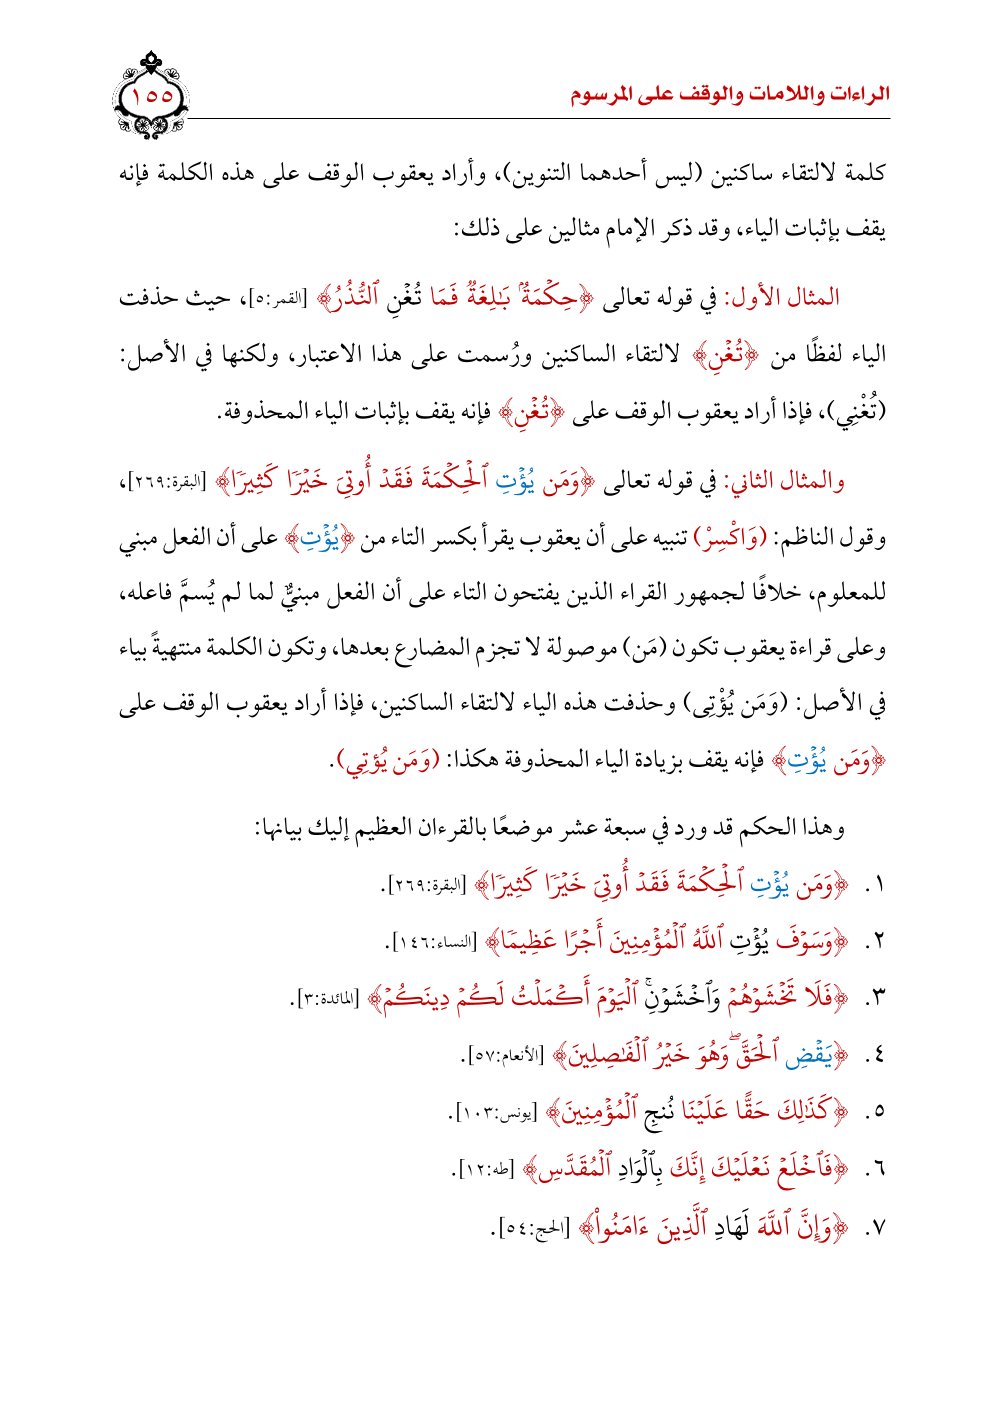 الراءات واللامات والوقف على المرسوم
١٥٥
كلمة لالتقاء ساكنين (ليس أحدهما التنوين)، وأراد يعقوب الوقف على هذه الكلمة فإنه
يقف بإثبات الياء، وقد ذكر الإمام مثالين على ذلك:
المثال الأول: في قوله تعالى ﴿حِكۡمَةُۢ بَٰلِغَةٞ فَمَا تُغۡنِ ٱلنُّذُرُ﴾ [القمر:٥]، حيث حذفت
الياء لفظًا من ﴿تُغۡنِ﴾ لالتقاء الساكنين ورُسمت على هذا الاعتبار، ولكنها في الأصل:
(تُغْنِي)، فإذا أراد يعقوب الوقف على ﴿تُغۡنِ﴾ فإنه يقف بإثبات الياء المحذوفة.
والمثال الثاني: في قوله تعالى ﴿وَمَن يُؤۡتِ ٱلۡحِكۡمَةَ فَقَدۡ أُوتِيَ خَيۡرٗا كَثِيرٗا﴾ [البقرة:٢٦٩]،
وقول الناظم: (وَاكْسِرْ) تنبيه على أن يعقوب يقرأ بكسر التاء من ﴿يُؤۡتِ﴾ على أن الفعل مبني
للمعلوم، خلافًا لجمهور القراء الذين يفتحون التاء على أن الفعل مبنيٌّ لما لم يُسمَّ فاعله،
وعلى قراءة يعقوب تكون (مَن) موصولة لا تجزم المضارع بعدها، وتكون الكلمة منتهيةً بياء
في الأصل: (وَمَن يُؤْتِى) وحذفت هذه الياء لالتقاء الساكنين، فإذا أراد يعقوب الوقف على
﴿وَمَن يُؤۡتِ﴾ فإنه يقف بزيادة الياء المحذوفة هكذا: (وَمَن يُؤتِي).
وهذا الحكم قد ورد في سبعة عشر موضعًا بالقرءان العظيم إليك بيانها:
١. ﴿وَمَن يُؤۡتِ ٱلۡحِكۡمَةَ فَقَدۡ أُوتِيَ خَيۡرٗا كَثِيرٗا﴾ [البقرة:٢٦٩].
٢. ﴿وَسَوۡفَ يُؤۡتِ ٱللَّهُ ٱلۡمُؤۡمِنِينَ أَجۡرًا عَظِيمٗا﴾ [النساء:١٤٦].
٣. ﴿فَلَا تَخۡشَوۡهُمۡ وَٱخۡشَوۡنِۚ ٱلۡيَوۡمَ أَكۡمَلۡتُ لَكُمۡ دِينَكُمۡ﴾ [المائدة:٣].
٤. ﴿يَقۡضِ ٱلۡحَقَّۖ وَهُوَ خَيۡرُ ٱلۡفَٰصِلِينَ﴾ [الأنعام:٥٧].
٥. ﴿كَذَٰلِكَ حَقًّا عَلَيۡنَا نُنجِ ٱلۡمُؤۡمِنِينَ﴾ [يونس:١٠٣].
٦. ﴿فَٱخۡلَعۡ نَعۡلَيۡكَ إِنَّكَ بِٱلۡوَادِ ٱلۡمُقَدَّسِ﴾ [طه:١٢].
٧. ﴿وَإِنَّ ٱللَّهَ لَهَادِ ٱلَّذِينَ ءَامَنُواْ﴾ [الحج:٥٤].